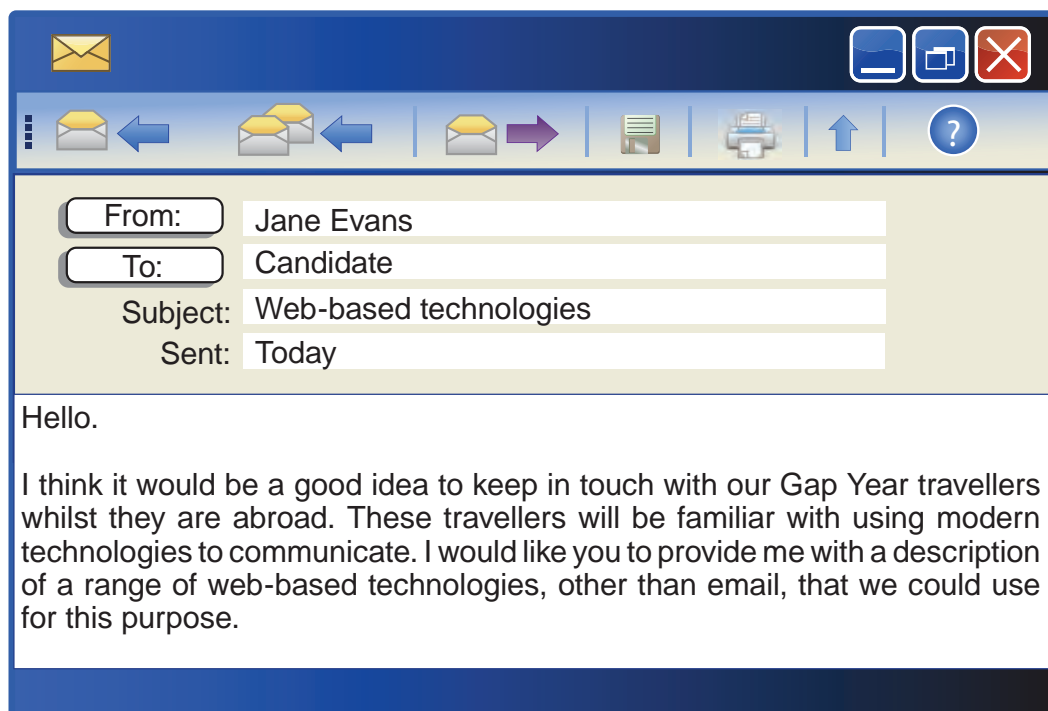 ?
From: Jane Evans
To: Candidate
Subject: Web-based technologies
Sent: Today
Hello.
I think it would be a good idea to keep in touch with our Gap Year travellers
whilst they are abroad. These travellers will be familiar with using modern
technologies to communicate. I would like you to provide me with a description
of a range of web-based technologies, other than email, that we could use
for this purpose.